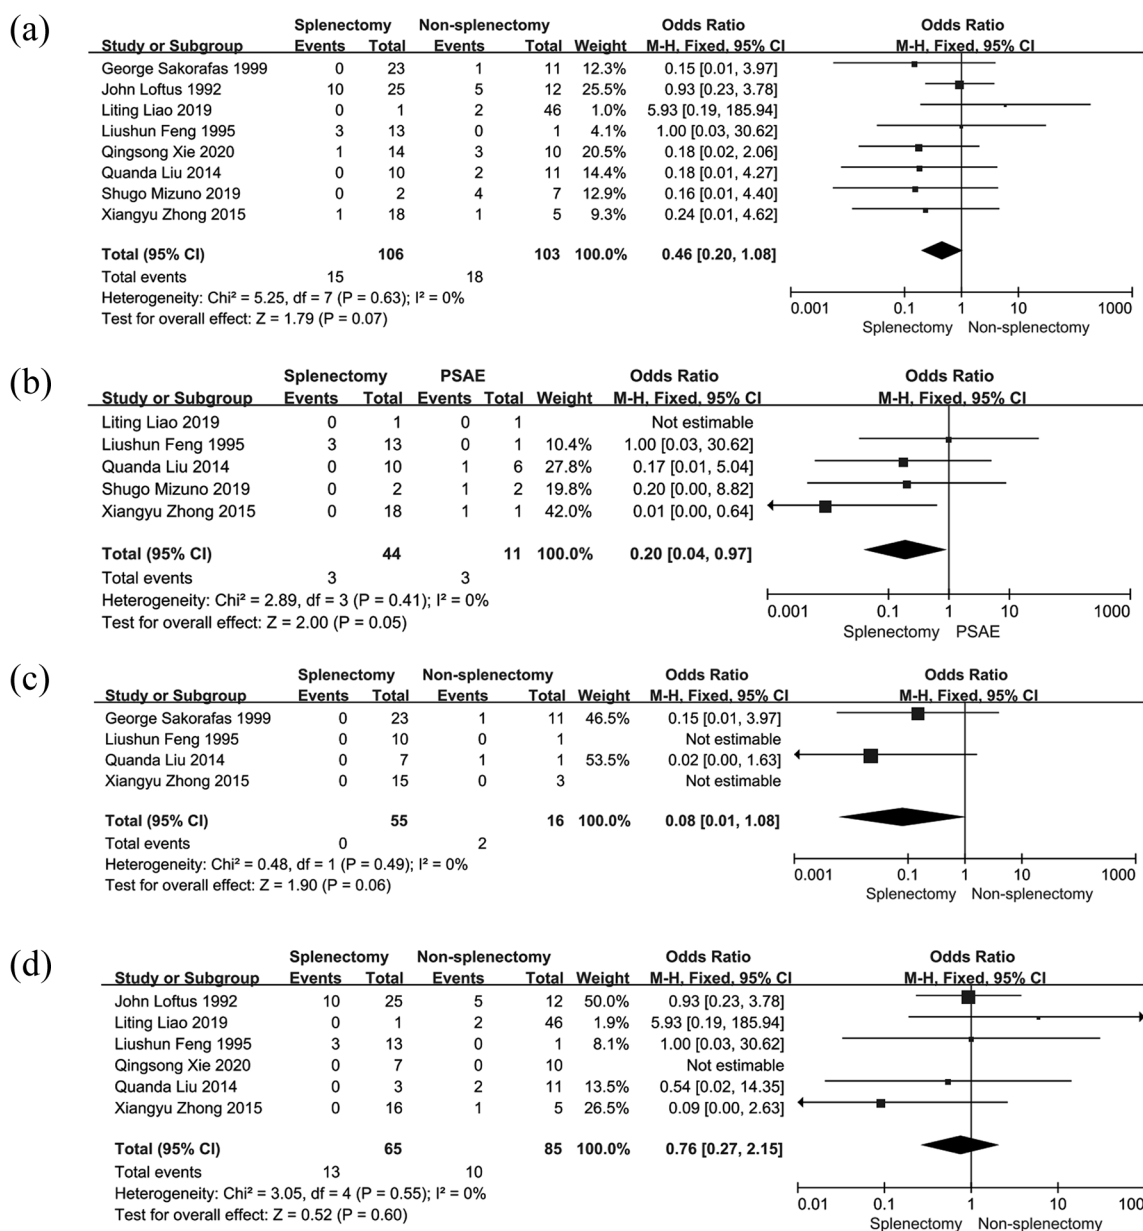 (a)
Splenectomy Non-splenectomy Odds Ratio Odds Ratio
Study or Subgroup Events Total Events Total Weight M-H, Fixed, 95% CI M-H, Fixed, 95% CI
George Sakorafas 1999 0 23 1 11 12.3% 0.15 [0.01, 3.97]
John Loftus 1992 10 25 5 12 25.5% 0.93 [0.23, 3.78]
Liting Liao 2019 0 1 2 46 1.0% 5.93 [0.19, 185.94]
Liushun Feng 1995 3 13 0 1 4.1% 1.00 [0.03, 30.62]
Qingsong Xie 2020 1 14 3 10 20.5% 0.18 [0.02, 2.06]
Quanda Liu 2014 0 10 2 11 14.4% 0.18 [0.01, 4.27]
Shugo Mizuno 2019 0 2 4 7 12.9% 0.16 [0.01, 4.40]
Xiangyu Zhong 2015 1 18 1 5 9.3% 0.24 [0.01, 4.62]
Total (95% CI) 106 103 100.0% 0.46 [0.20, 1.08]
Total events 15 18
Heterogeneity: Chi² = 5.25, df = 7 (P = 0.63); I² = 0%
Test for overall effect: Z = 1.79 (P = 0.07)
0.001 0.1 1 10 1000
Splenectomy Non-splenectomy
(b)
Splenectomy PSAE Odds Ratio Odds Ratio
Study or Subgroup Events Total Events Total Weight M-H, Fixed, 95% CI M-H, Fixed, 95% CI
Liting Liao 2019 0 1 0 1 Not estimable
Liushun Feng 1995 3 13 0 1 10.4% 1.00 [0.03, 30.62]
Quanda Liu 2014 0 10 1 6 27.8% 0.17 [0.01, 5.04]
Shugo Mizuno 2019 0 2 1 2 19.8% 0.20 [0.00, 8.82]
Xiangyu Zhong 2015 0 18 1 1 42.0% 0.01 [0.00, 0.64]
Total (95% CI) 44 11 100.0% 0.20 [0.04, 0.97]
Total events 3 3
Heterogeneity: Chi² = 2.89, df = 3 (P = 0.41); I² = 0%
Test for overall effect: Z = 2.00 (P = 0.05)
0.001 0.1 1 10 1000
Splenectomy PSAE
(c)
Splenectomy Non-splenectomy Odds Ratio Odds Ratio
Study or Subgroup Events Total Events Total Weight M-H, Fixed, 95% CI M-H, Fixed, 95% CI
George Sakorafas 1999 0 23 1 11 46.5% 0.15 [0.01, 3.97]
Liushun Feng 1995 0 10 0 1 Not estimable
Quanda Liu 2014 0 7 1 1 53.5% 0.02 [0.00, 1.63]
Xiangyu Zhong 2015 0 15 0 3 Not estimable
Total (95% CI) 55 16 100.0% 0.08 [0.01, 1.08]
Total events 0 2
Heterogeneity: Chi² = 0.48, df = 1 (P = 0.49); I² = 0%
Test for overall effect: Z = 1.90 (P = 0.06)
0.001 0.1 1 10 1000
Splenectomy Non-splenectomy
(d)
Splenectomy Non-splenectomy Odds Ratio Odds Ratio
Study or Subgroup Events Total Events Total Weight M-H, Fixed, 95% CI M-H, Fixed, 95% CI
John Loftus 1992 10 25 5 12 50.0% 0.93 [0.23, 3.78]
Liting Liao 2019 0 1 2 46 1.9% 5.93 [0.19, 185.94]
Liushun Feng 1995 3 13 0 1 8.1% 1.00 [0.03, 30.62]
Qingsong Xie 2020 0 7 0 10 Not estimable
Quanda Liu 2014 0 3 2 11 13.5% 0.54 [0.02, 14.35]
Xiangyu Zhong 2015 0 16 1 5 26.5% 0.09 [0.00, 2.63]
Total (95% CI) 65 85 100.0% 0.76 [0.27, 2.15]
Total events 13 10
Heterogeneity: Chi² = 3.05, df = 4 (P = 0.55); I² = 0%
Test for overall effect: Z = 0.52 (P = 0.60)
0.01 0.1 1 10
Splenectomy Non-splenectomy